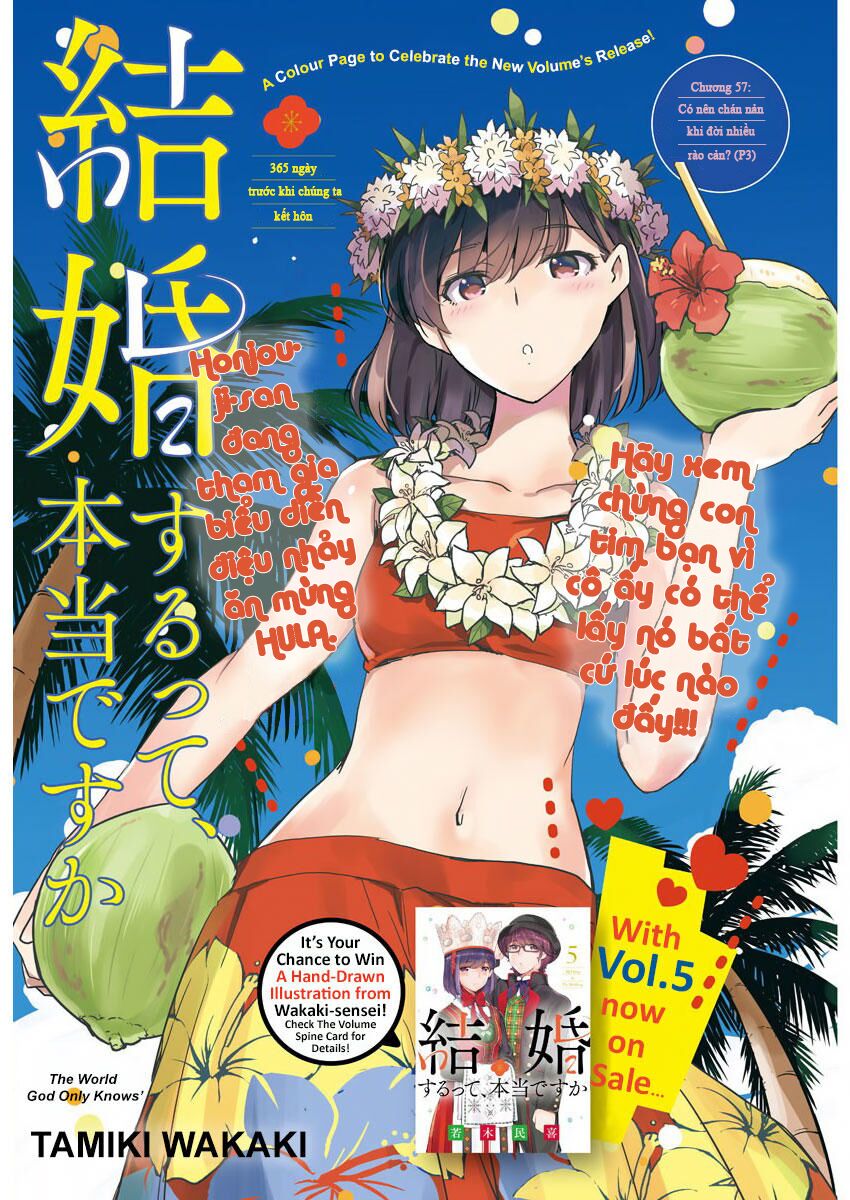 A Colour Page to Celebrate the New Volume's Release!
結婚するって、
本当ですか
365 ngày
trước khi chúng ta
kết hôn
Chương 57:
Có nên chán nản
khi đời nhiều
rào cản? (P3)
Honjou-
ji-san
đang
tham gia
biểu diễn
điệu nhảy
ăn mừng
HULA.
Hãy xem
chừng con
tim bạn vì
cô ấy có thể
lấy nó bất
cứ lúc nào
đấy!!!
It's Your
Chance to Win
A Hand-Drawn
Illustration from
Wakaki-sensei!
Check The Volume
Spine Card for
Details!
5
結婚
するって、本当ですか
若木民喜
With
Vol.5
now
on
Sale...
The World
God Only Knows'
TAMIKI WAKAKI